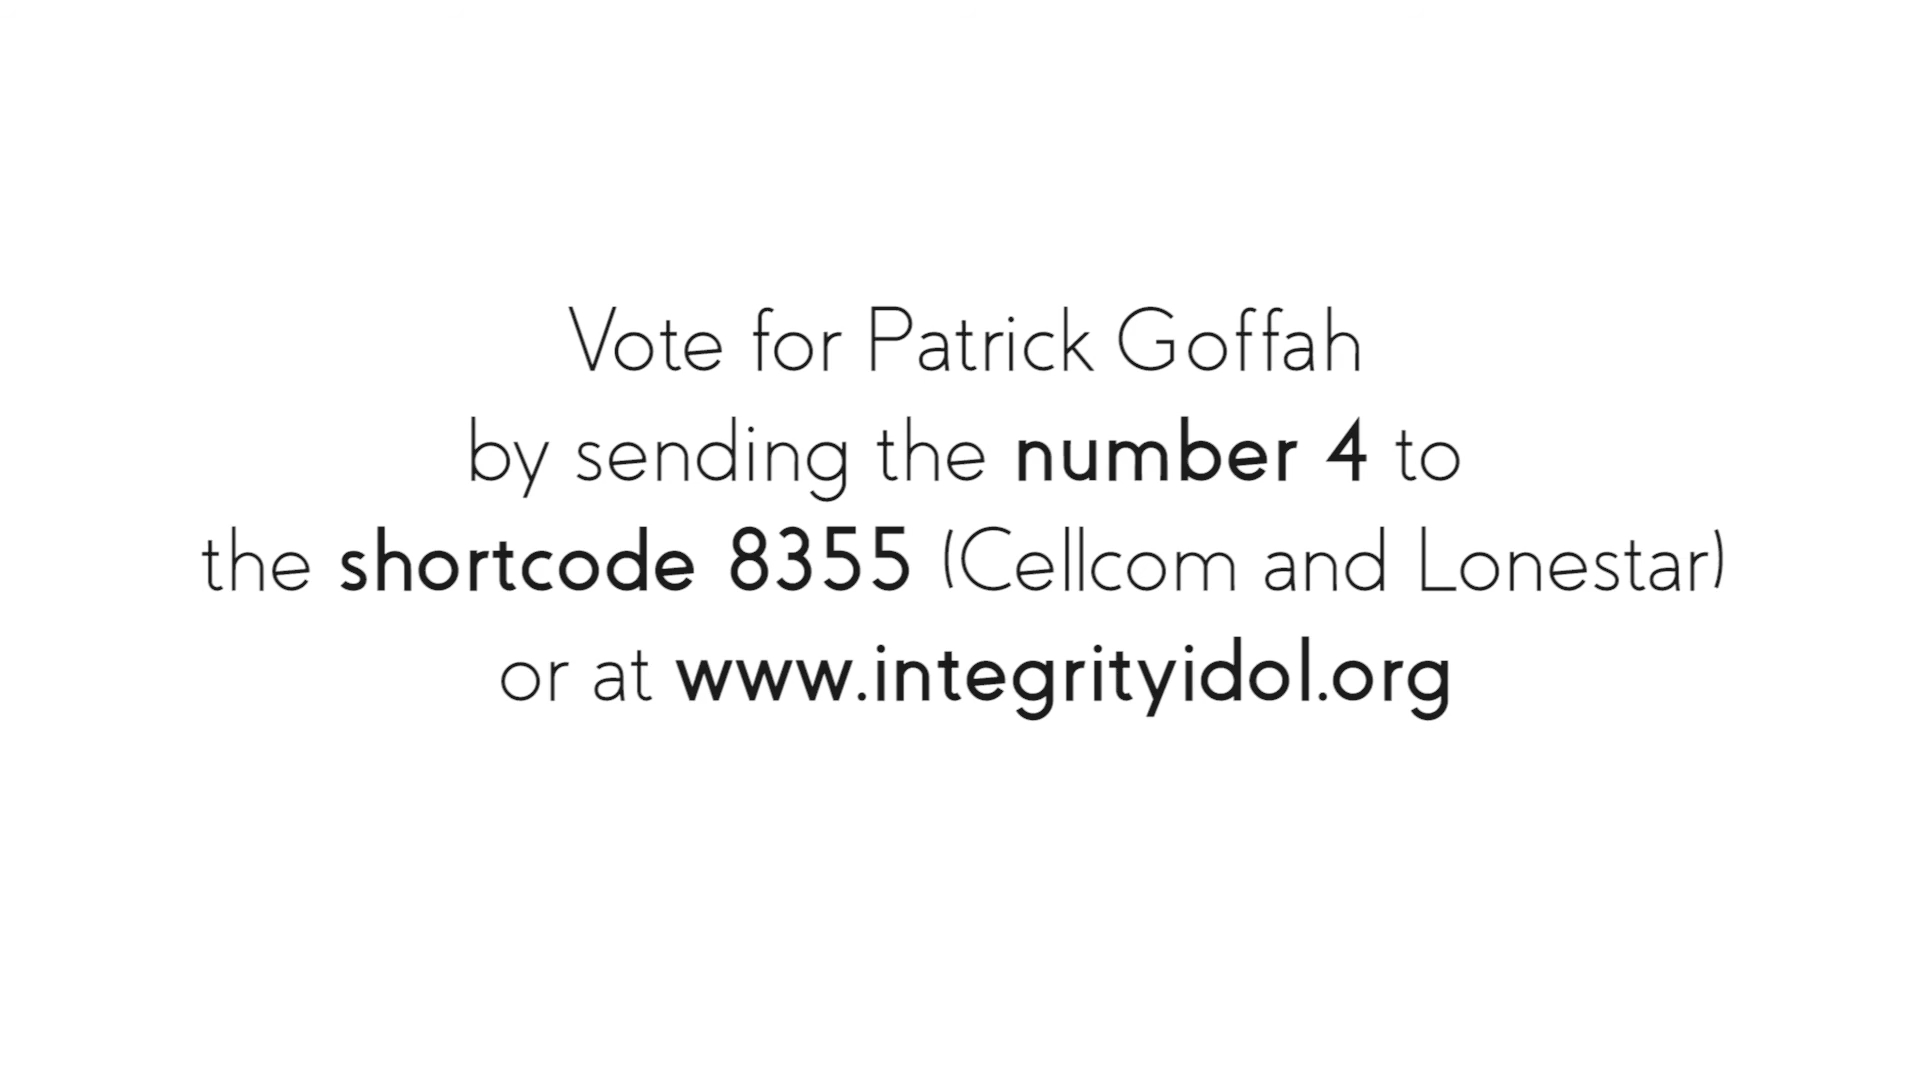 Vote for Patrick Goffah
by sending the number 4 to
the shortcode 8355 (Cellcom and Lonestar)
or at www.integrityidol.org